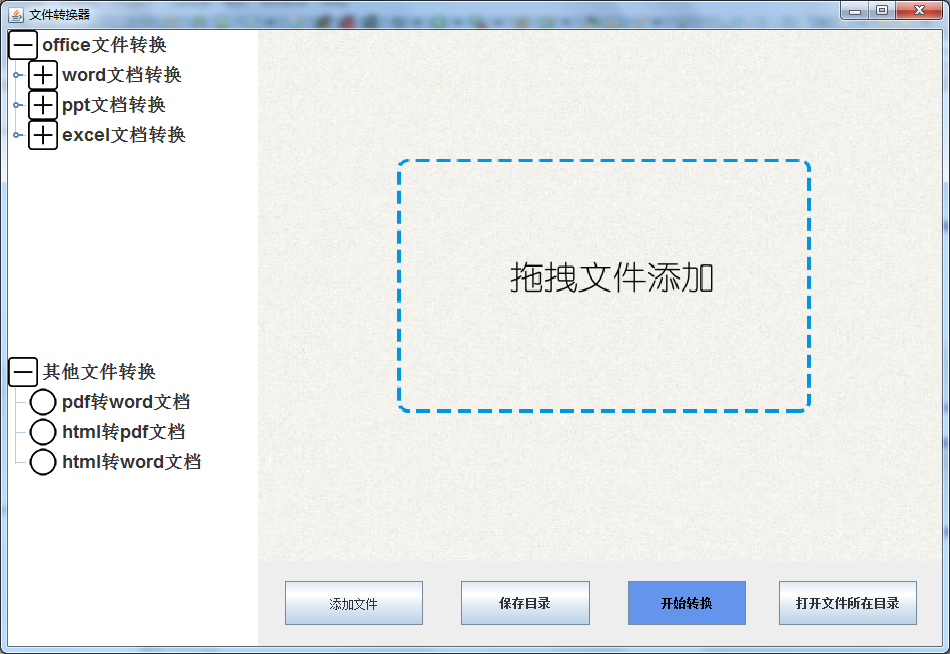 文件转换器
office文件转换
word文档转换
ppt文档转换
excel文档转换
其他文件转换
pdf转word文档
html转pdf文档
html转word文档
拖拽文件添加
添加文件
保存目录
开始转换
打开文件所在目录